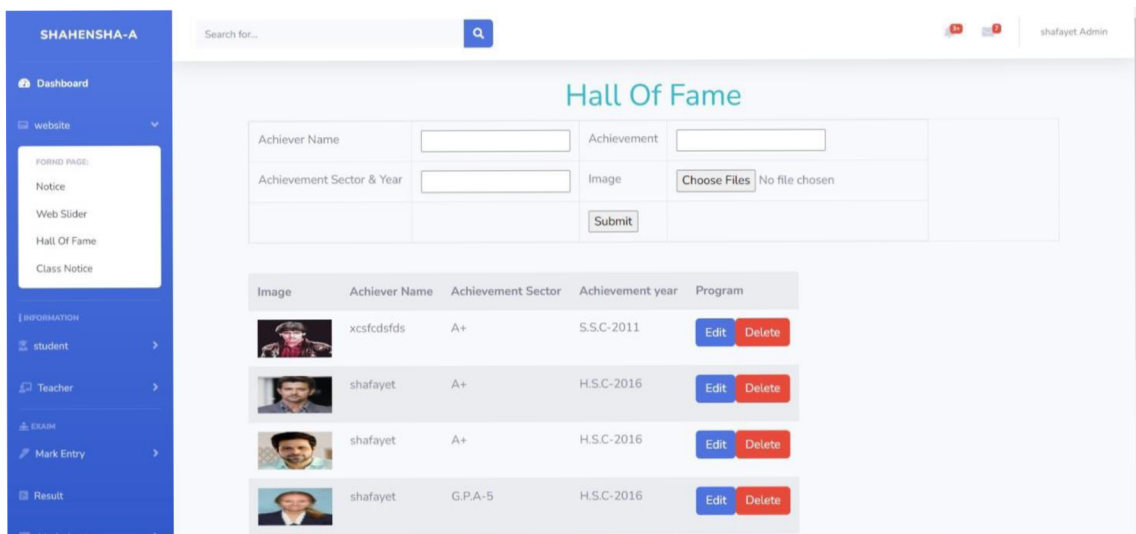 SHAHENSHA-A
Search for...
3+
7
shafayet Admin
Dashboard
website
FORND PAGE:
Notice
Web Slider
Hall Of Fame
Class Notice
INFORMATION
student
Teacher
EXAIM
Mark Entry
Result
Hall Of Fame
Achiever Name
Achievement
Achievement Sector & Year
Image
Choose Files No file chosen
Submit
Image Achiever Name Achievement Sector Achievement year Program
xcsfcdsfds A+ S.S.C-2011 Edit Delete
shafayet A+ H.S.C-2016 Edit Delete
shafayet A+ H.S.C-2016 Edit Delete
shafayet G.P.A-5 H.S.C-2016 Edit Delete